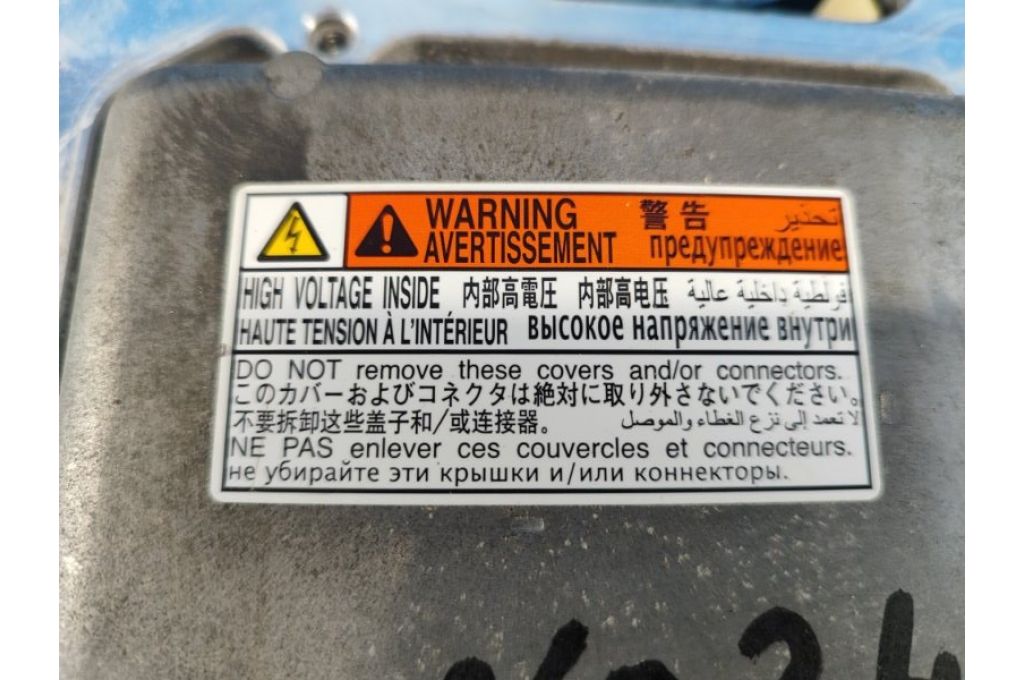 WARNING 警告 تحذير
AVERTISSEMENT предупреждение
HIGH VOLTAGE INSIDE 内部高電圧 内部高电压 فولطية داخلية عالية
HAUTE TENSION À L'INTÉRIEUR высокое напряжение внутри
DO NOT remove these covers and/or connectors.
このカバーおよびコネクタは絶対に取り外さないでください。
不要拆卸这些盖子和/或连接器。 لا تعمد إلى نزع الغطاء والموصل
NE PAS enlever ces couvercles et connecteurs.
не убирайте эти крышки и/или коннекторы.